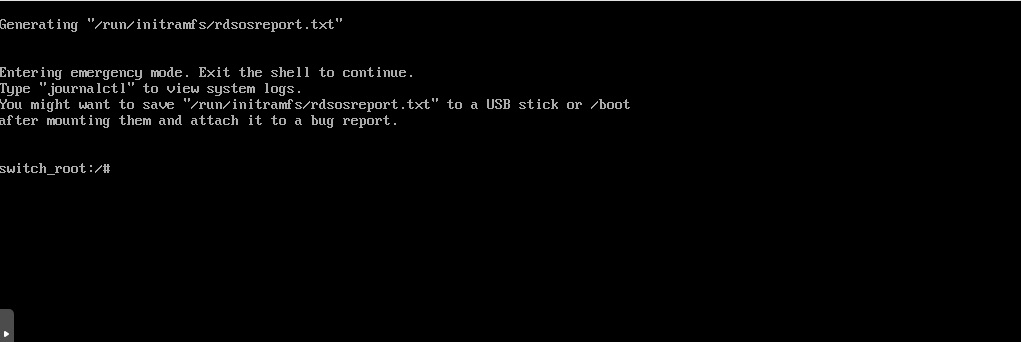 Generating "/run/initramfs/rdsosreport.txt"
Entering emergency mode. Exit the shell to continue.
Type "journalctl" to view system logs.
You might want to save "/run/initramfs/rdsosreport.txt" to a USB stick or /boot
after mounting them and attach it to a bug report.
switch_root:/#